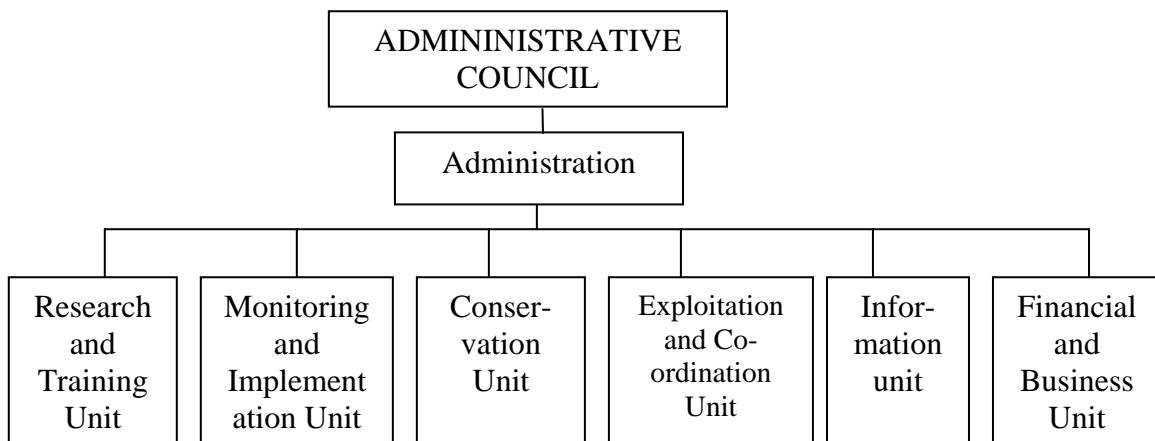 ADMININISTRATIVE
COUNCIL
Administration
Research
and
Training
Unit
Monitoring
and
Implement
ation Unit
Conser-
vation
Unit
Exploitation
and Co-
ordination
Unit
Infor-
mation
unit
Financial
and
Business
Unit